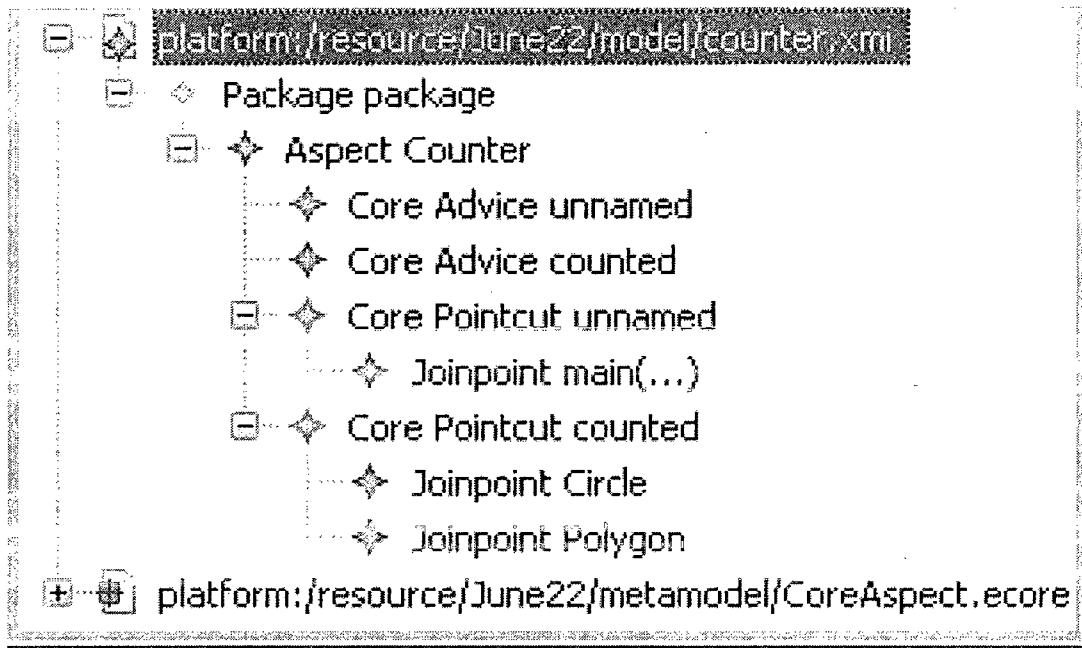 platform:/resource/June22/model/counter.xmi
Package package
Aspect Counter
Core Advice unnamed
Core Advice counted
Core Pointcut unnamed
Joinpoint main(...)
Core Pointcut counted
Joinpoint Circle
Joinpoint Polygon
platform:/resource/June22/metamodel/CoreAspect.ecore